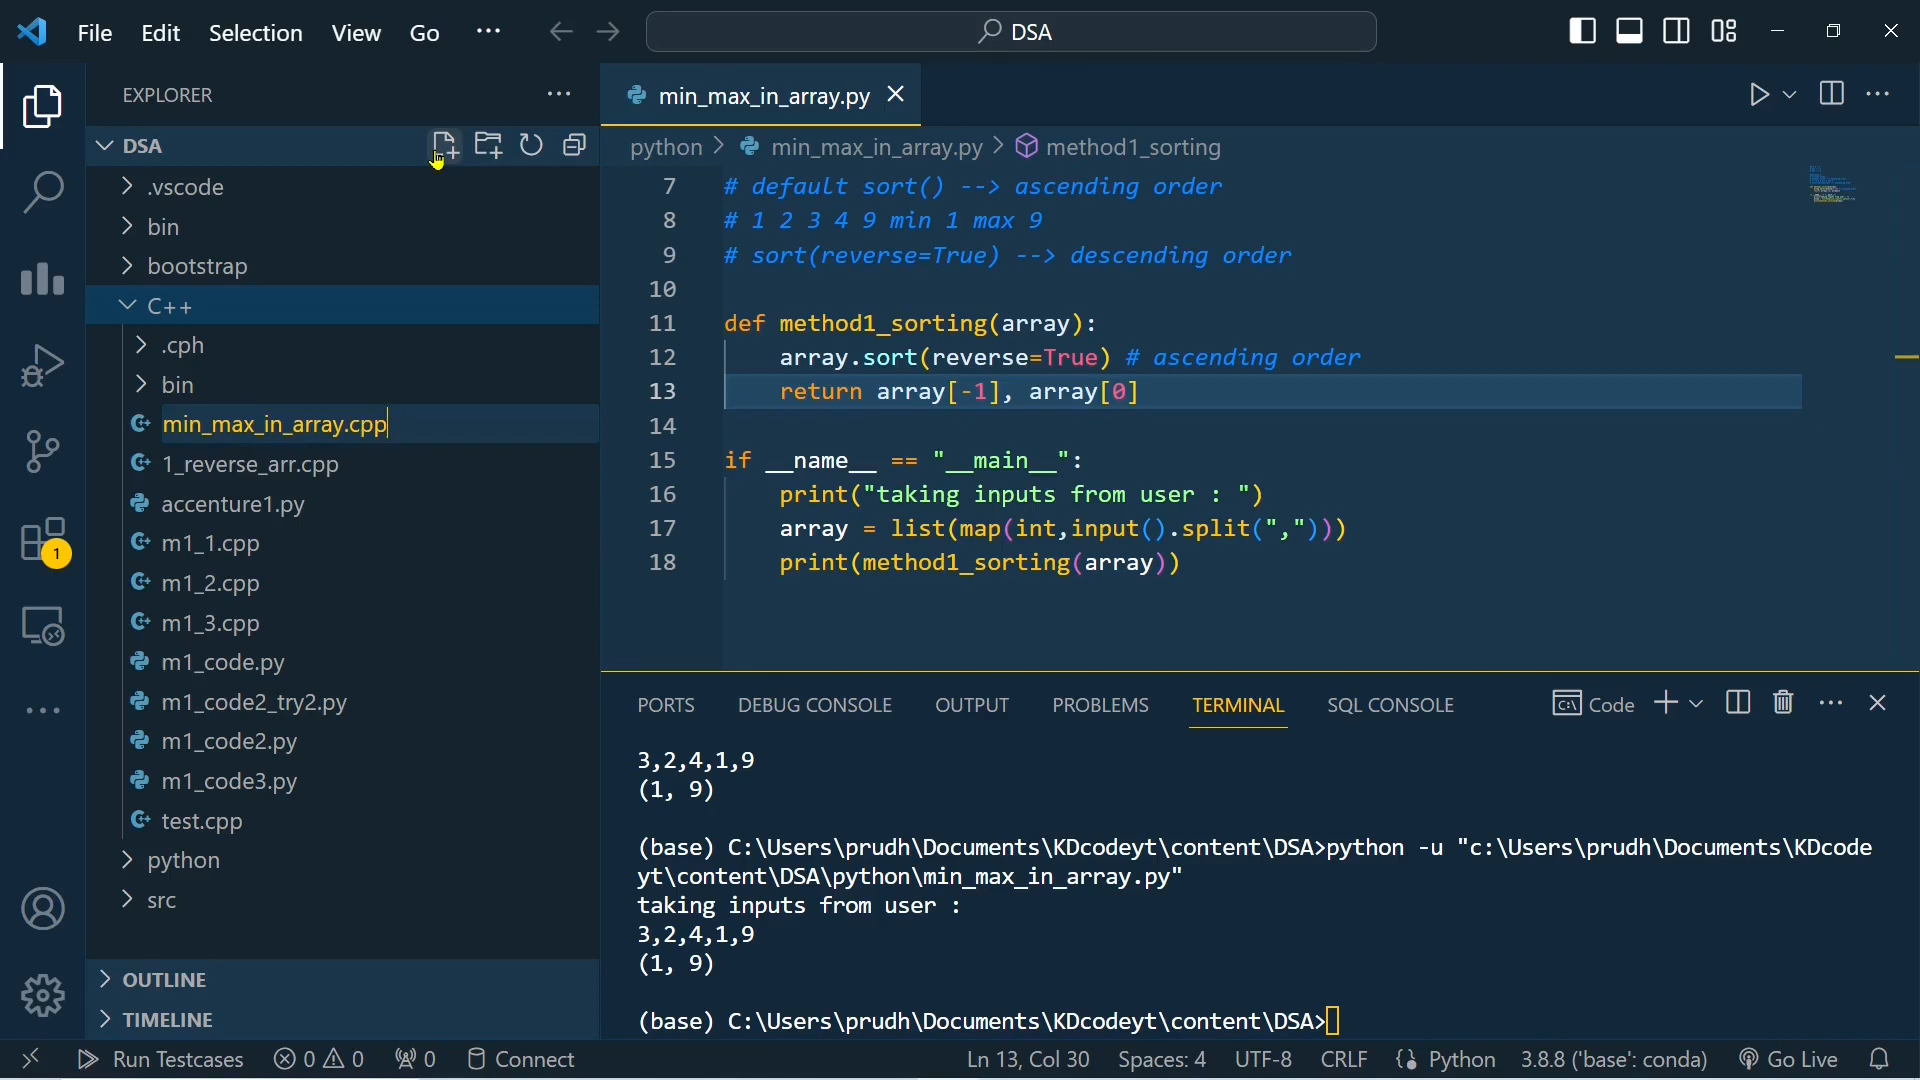 File Edit Selection View Go ··· DSA
EXPLORER ···
DSA
.vscode
bin
bootstrap
C++
.cph
bin
min_max_in_array.cpp
1_reverse_arr.cpp
accenture1.py
m1_1.cpp
m1_2.cpp
m1_3.cpp
m1_code.py
m1_code2_try2.py
m1_code2.py
m1_code3.py
test.cpp
python
src
OUTLINE
TIMELINE
1
min_max_in_array.py
python > min_max_in_array.py > method1_sorting
7 # default sort() --> ascending order
8 # 1 2 3 4 9 min 1 max 9
9 # sort(reverse=True) --> descending order
10
11 def method1_sorting(array):
12     array.sort(reverse=True) # ascending order
13     return array[-1], array[0]
14
15 if __name__ == "__main__":
16     print("taking inputs from user : ")
17     array = list(map(int,input().split(",")))
18     print(method1_sorting(array))
PORTS DEBUG CONSOLE OUTPUT PROBLEMS TERMINAL SQL CONSOLE Code
3,2,4,1,9
(1, 9)
(base) C:\Users\prudh\Documents\KDcodeyt\content\DSA>python -u "c:\Users\prudh\Documents\KDcode
yt\content\DSA\python\min_max_in_array.py"
taking inputs from user :
3,2,4,1,9
(1, 9)
(base) C:\Users\prudh\Documents\KDcodeyt\content\DSA>
Run Testcases 0 0 0 Connect Ln 13, Col 30 Spaces: 4 UTF-8 CRLF Python 3.8.8 ('base': conda) Go Live